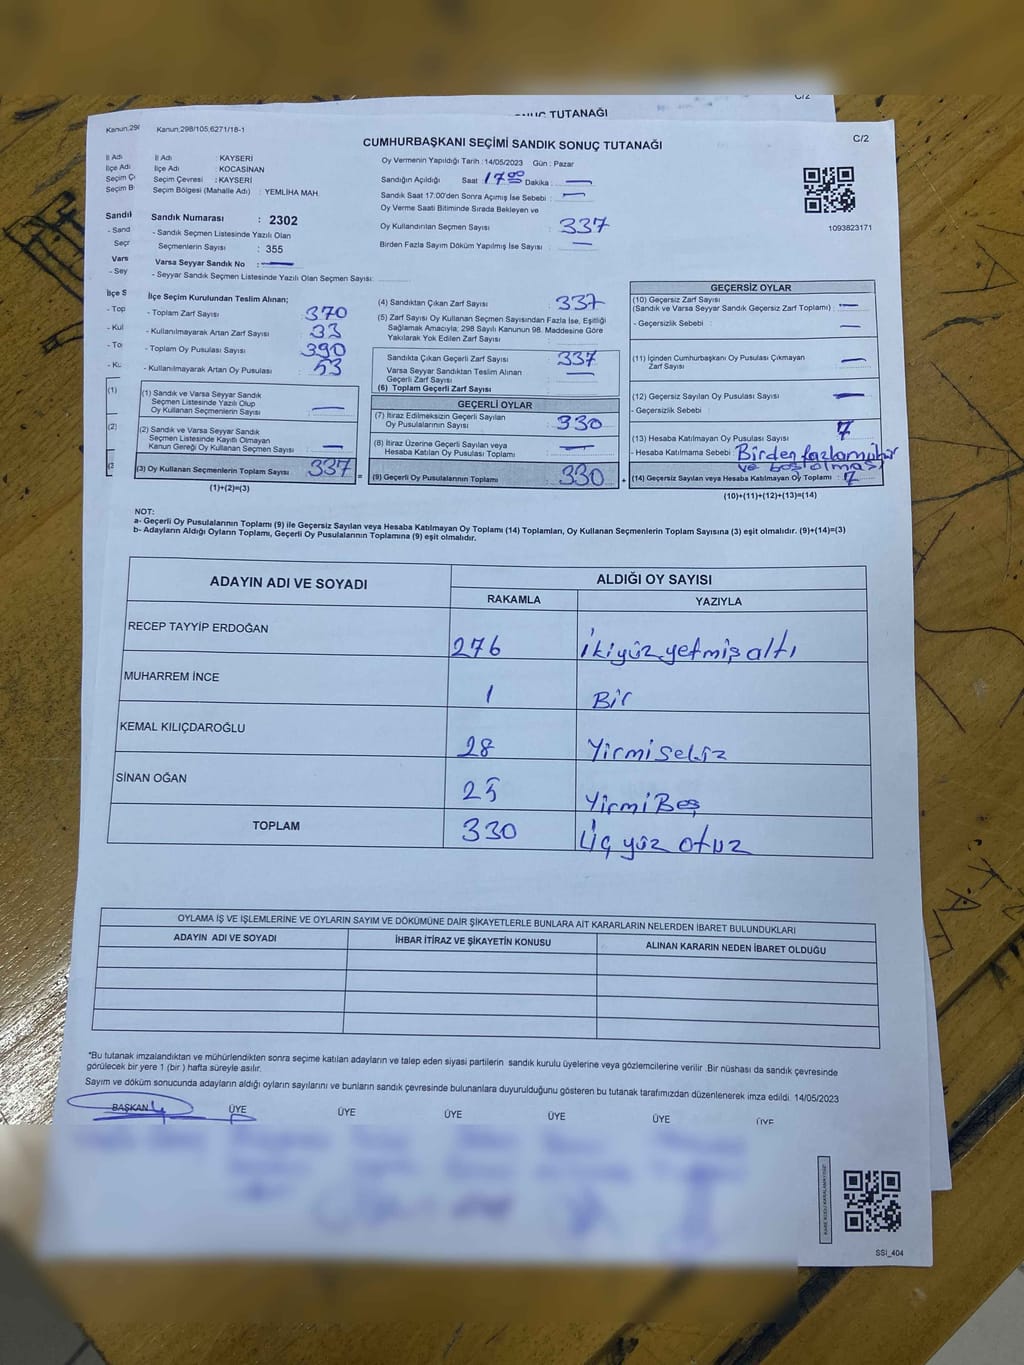 NUÇ TUTANAĞI
C/2
Kanun,298
Kanun,298/105,6271/18-1
CUMHURBAŞKANI SEÇİMİ SANDIK SONUÇ TUTANAĞI
C/2
İl Adı
İlçe Adı
Seçim Ç
Seçim B
İl Adı : KAYSERİ
İlçe Adı : KOCASİNAN
Seçim Çevresi : KAYSERİ
Seçim Bölgesi (Mahalle Adı) : YEMLİHA MAH.
Oy Vermenin Yapıldığı Tarih : 14/05/2023 Gün : Pazar
Sandığın Açıldığı Saat 17:00 Dakika : —
Sandık Saat 17:00'den Sonra Açımış İse Sebebi : —
Oy Verme Saati Bitiminde Sırada Bekleyen ve
Oy Kullandırılan Seçmen Sayısı : 337
Birden Fazla Sayım Döküm Yapılmış İse Sayısı : —
1093823171
Sandık Numarası : 2302
- Sandık Seçmen Listesinde Yazılı Olan
Seçmenlerin Sayısı : 355
Varsa Seyyar Sandık No : —
- Seyyar Sandık Seçmen Listesinde Yazılı Olan Seçmen Sayısı:
İlçe Seçim Kurulundan Teslim Alınan;
- Toplam Zarf Sayısı : 370
- Kullanılmayarak Artan Zarf Sayısı : 33
- Toplam Oy Pusulası Sayısı : 390
- Kullanılmayarak Artan Oy Pusulası : 53
(1) Sandık ve Varsa Seyyar Sandık
Seçmen Listesinde Yazılı Olup
Oy Kullanan Seçmenlerin Sayısı : —
(2) Sandık ve Varsa Seyyar Sandık
Seçmen Listesinde Kayıtlı Olmayan
Kanun Gereği Oy Kullanan Seçmen Sayısı : —
(3) Oy Kullanan Seçmenlerin Toplam Sayısı : 337
(1)+(2)=(3)
(4) Sandıktan Çıkan Zarf Sayısı : 337
(5) Zarf Sayısı Oy Kullanan Seçmen Sayısından Fazla İse, Eşitliği
Sağlamak Amacıyla; 298 Sayılı Kanunun 98. Maddesine Göre
Yakılarak Yok Edilen Zarf Sayısı :
Sandıkta Çıkan Geçerli Zarf Sayısı : 337
Varsa Seyyar Sandıktan Teslim Alınan
Geçerli Zarf Sayısı : —
(6) Toplam Geçerli Zarf Sayısı
GEÇERLİ OYLAR
(7) İtiraz Edilmeksizin Geçerli Sayılan
Oy Pusulalarının Sayısı : 330
(8) İtiraz Üzerine Geçerli Sayılan veya
Hesaba Katılan Oy Pusulası Toplamı : —
(9) Geçerli Oy Pusulalarının Toplamı : 330
GEÇERSİZ OYLAR
(10) Geçersiz Zarf Sayısı
(Sandık ve Varsa Seyyar Sandık Geçersiz Zarf Toplamı) : —
- Geçersizlik Sebebi : —
(11) İçinden Cumhurbaşkanı Oy Pusulası Çıkmayan
Zarf Sayısı : —
(12) Geçersiz Sayılan Oy Pusulası Sayısı : —
- Geçersizlik Sebebi :
(13) Hesaba Katılmayan Oy Pusulası Sayısı : 7
- Hesaba Katılmama Sebebi : Birden fazla mühür
ve boş olması
(14) Geçersiz Sayılan veya Hesaba Katılmayan Oy Toplamı : 7
(10)+(11)+(12)+(13)=(14)
NOT:
a- Geçerli Oy Pusulalarının Toplamı (9) ile Geçersiz Sayılan veya Hesaba Katılmayan Oy Toplamı (14) Toplamları, Oy Kullanan Seçmenlerin Toplam Sayısına (3) eşit olmalıdır. (9)+(14)=(3)
b- Adayların Aldığı Oyların Toplamı, Geçerli Oy Pusulalarının Toplamına (9) eşit olmalıdır.
ADAYIN ADI VE SOYADI
ALDIĞI OY SAYISI
RAKAMLA YAZIYLA
RECEP TAYYİP ERDOĞAN 276 ikiyüz yetmiş altı
MUHARREM İNCE 1 Bir
KEMAL KILIÇDAROĞLU 28 Yirmi Sekiz
SİNAN OĞAN 25 Yirmi Beş
TOPLAM 330 Üç yüz otuz
OYLAMA İŞ VE İŞLEMLERİNE VE OYLARIN SAYIM VE DÖKÜMÜNE DAİR ŞİKAYETLERLE BUNLARA AİT KARARLARIN NELERDEN İBARET BULUNDUKLARI
ADAYIN ADI VE SOYADI İHBAR İTİRAZ VE ŞİKAYETİN KONUSU ALINAN KARARIN NEDEN İBARET OLDUĞU
*Bu tutanak imzalandıktan ve mühürlendikten sonra seçime katılan adayların ve talep eden siyasi partilerin sandık kurulu üyelerine veya gözlemcilerine verilir .Bir nüshası da sandık çevresinde
görülecek bir yere 1 (bir ) hafta süreyle asılır.
Sayım ve döküm sonucunda adayların aldığı oyların sayılarını ve bunların sandık çevresinde bulunanlara duyurulduğunu gösteren bu tutanak tarafımızdan düzenlenerek imza edildi. 14/05/2023
BAŞKAN ÜYE ÜYE ÜYE ÜYE ÜYE ÜYE
SSİ_404